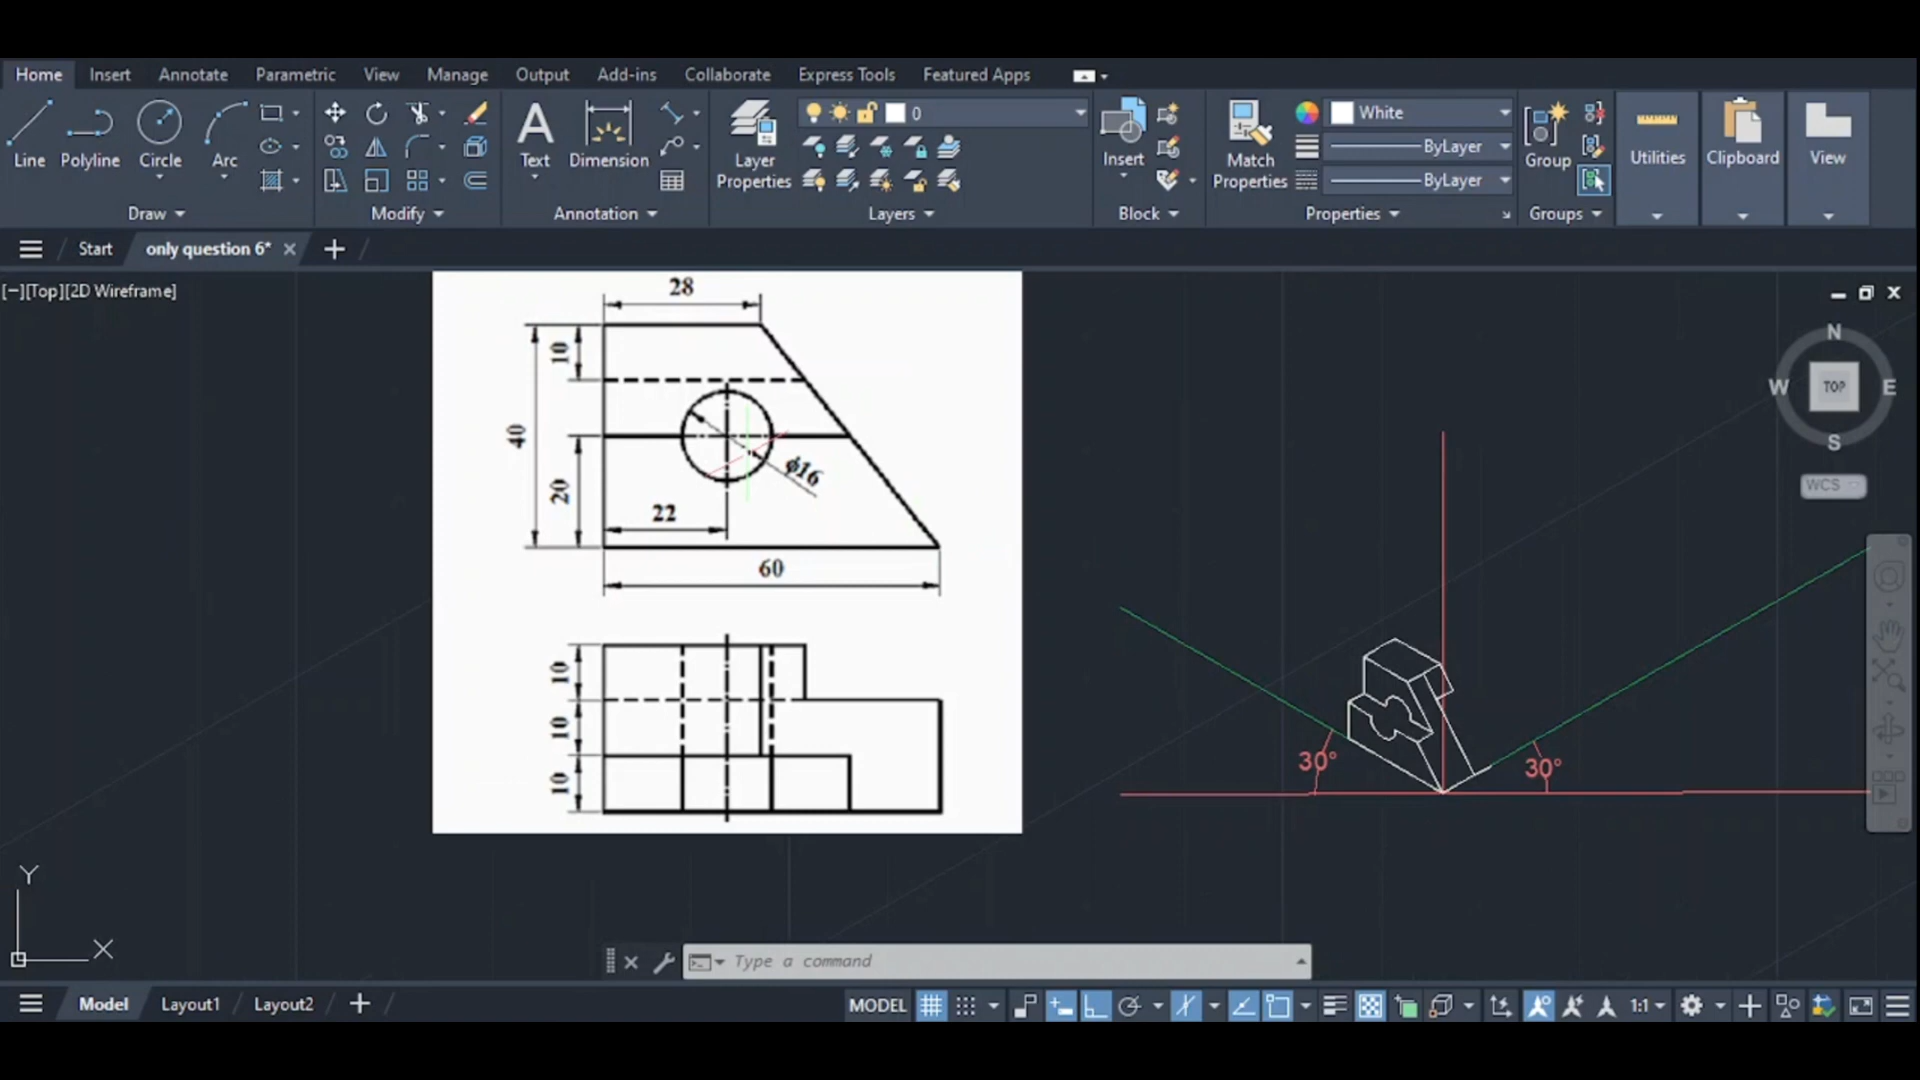 Home Insert Annotate Parametric View Manage Output Add-ins Collaborate Express Tools Featured Apps
0
White
ByLayer
ByLayer
Line Polyline Circle Arc
Text Dimension
Layer Properties
Insert
Match Properties
Group
Utilities
Clipboard
View
Draw Modify Annotation Layers Block Properties Groups
Start only question 6*
[−][Top][2D Wireframe]
28
10
40
20
22
ϕ16
60
10
10
10
30°
30°
N
W TOP E
S
WCS
Y
X
Type a command
Model Layout1 Layout2
MODEL
1:1